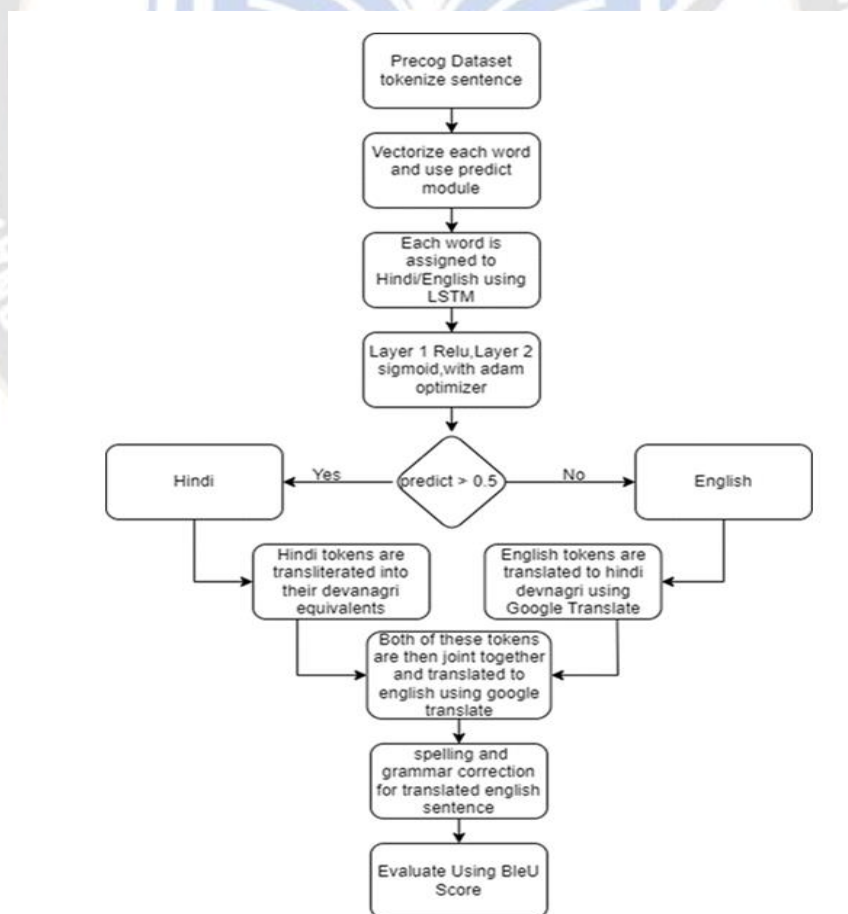 Precog Dataset
tokenize sentence
Vectorize each word
and use predict
module
Each word is
assigned to
Hindi/English using
LSTM
Layer 1 Relu,Layer 2
sigmoid,with adam
optimizer
Hindi
Yes
predict > 0.5
No
English
Hindi tokens are
transliterated into
their devanagri
equivalents
English tokens are
translated to hindi
devnagri using
Google Translate
Both of these tokens
are then joint together
and translated to
english using google
translate
spelling and
grammar correction
for translated english
sentence
Evaluate Using BleU
Score